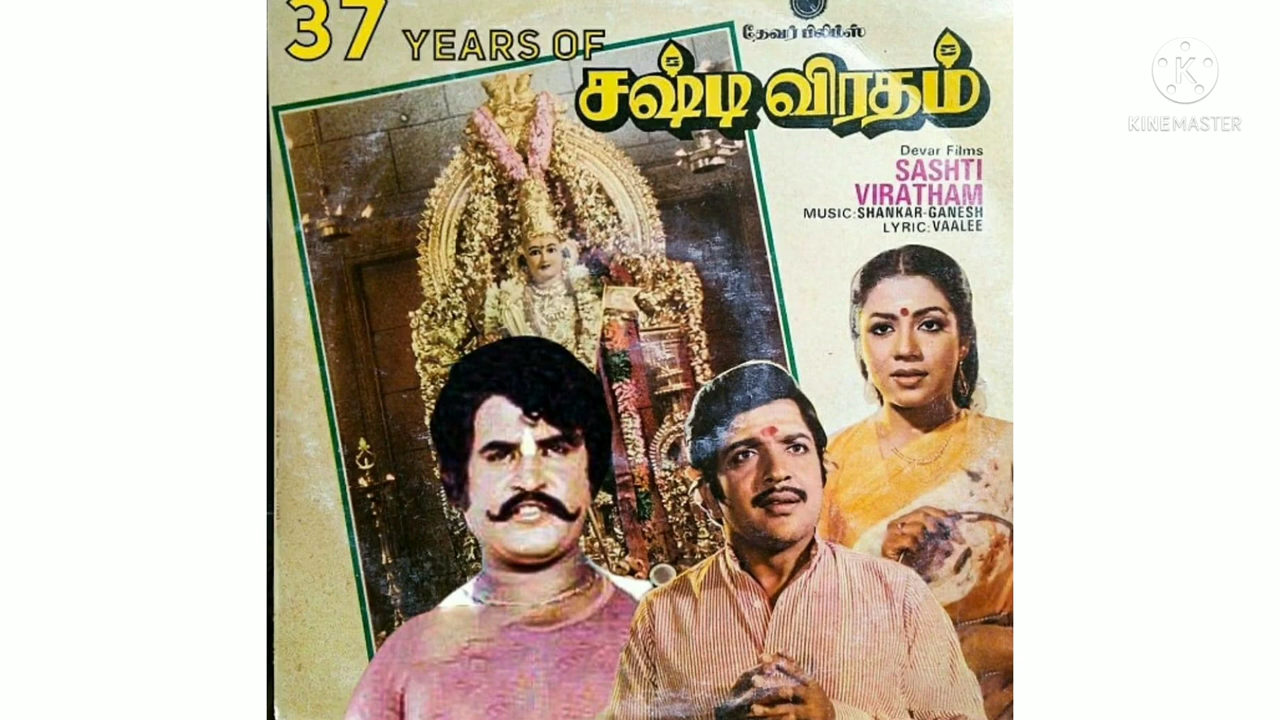 37 YEARS OF
தேவர் பிலிம்ஸ்
சஷ்டி விரதம்
Devar Films
SASHTI
VIRATHAM
MUSIC: SHANKAR-GANESH
LYRIC: VAALEE
KINEMASTER